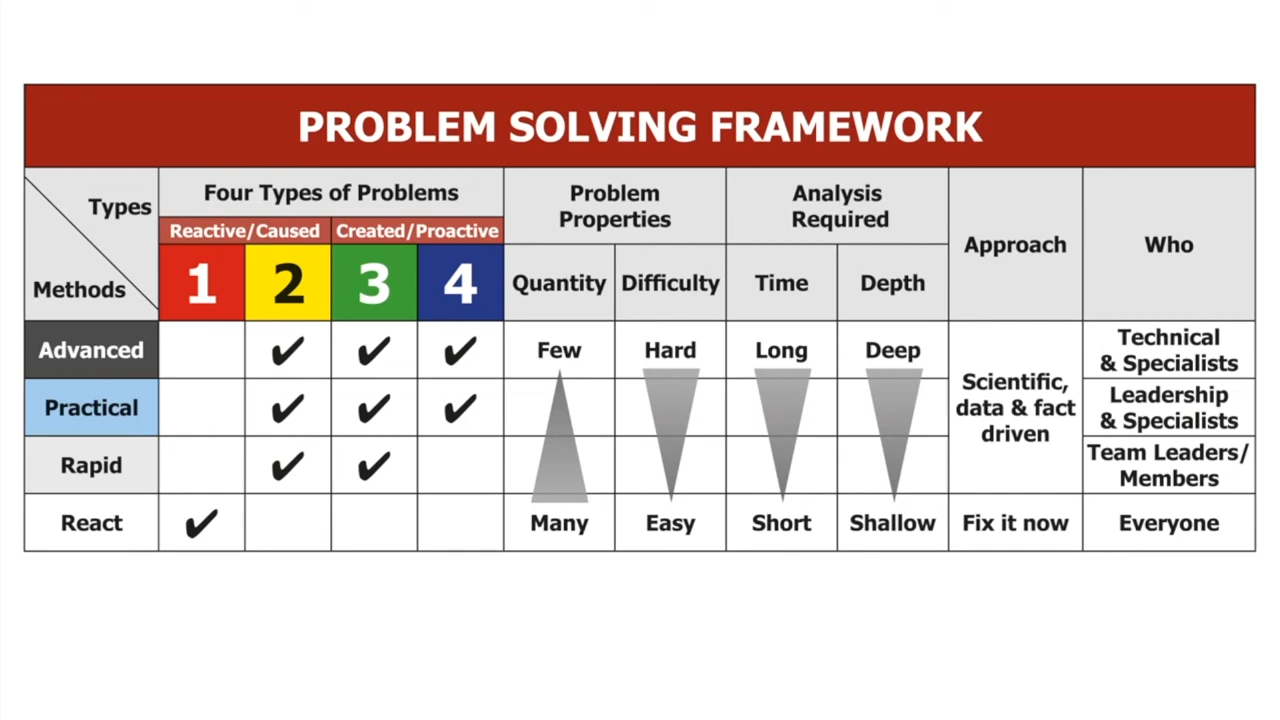 PROBLEM SOLVING FRAMEWORK
Types
Methods
Four Types of Problems
Reactive/Caused
Created/Proactive
1
2
3
4
Problem
Properties
Quantity
Difficulty
Analysis
Required
Time
Depth
Approach
Who
Advanced
✔ ✔ ✔
Few
Hard
Long
Deep
Scientific,
data & fact
driven
Technical
& Specialists
Practical
✔ ✔ ✔
Leadership
& Specialists
Rapid
✔ ✔
Team Leaders/
Members
React
✔
Many
Easy
Short
Shallow
Fix it now
Everyone